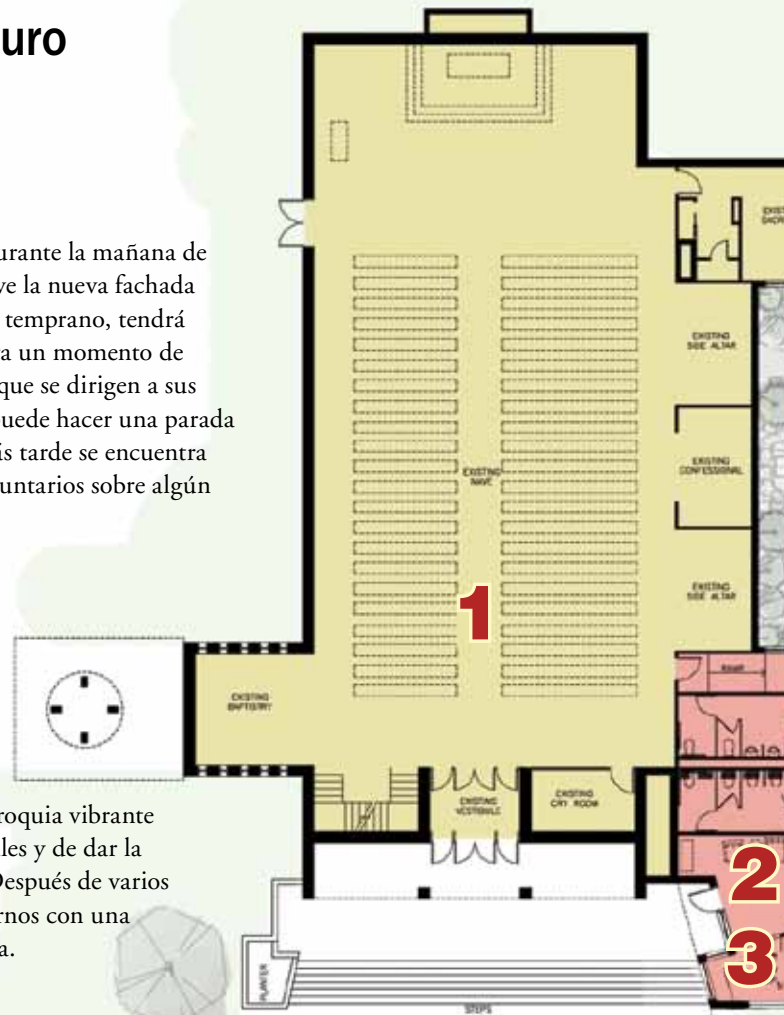 uro
urante la mañana de
ve la nueva fachada
temprano, tendrá
a un momento de
que se dirigen a sus
puede hacer una parada
is tarde se encuentra
untarios sobre algún
roquia vibrante
les y de dar la
Después de varios
rnos con una
a.
EXISTING
SIDE ALTAR
EXISTING
CONFESSIONAL
EXISTING
NAVE
EXISTING
SIDE ALTAR
1
RAMP
EXISTING
BAPTISTRY
EXISTING
VESTIBULE
EXISTING
CRY ROOM
2
3
PLANTER
STEPS